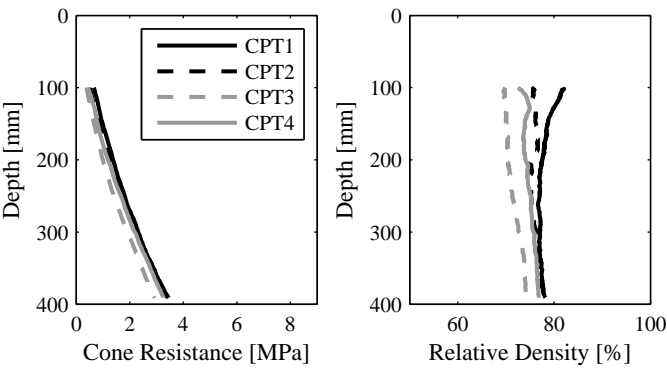 0
100
200
300
400
Depth [mm]
0 2 4 6 8
Cone Resistance [MPa]
CPT1
CPT2
CPT3
CPT4
0
100
200
300
400
Depth [mm]
60 80 100
Relative Density [%]